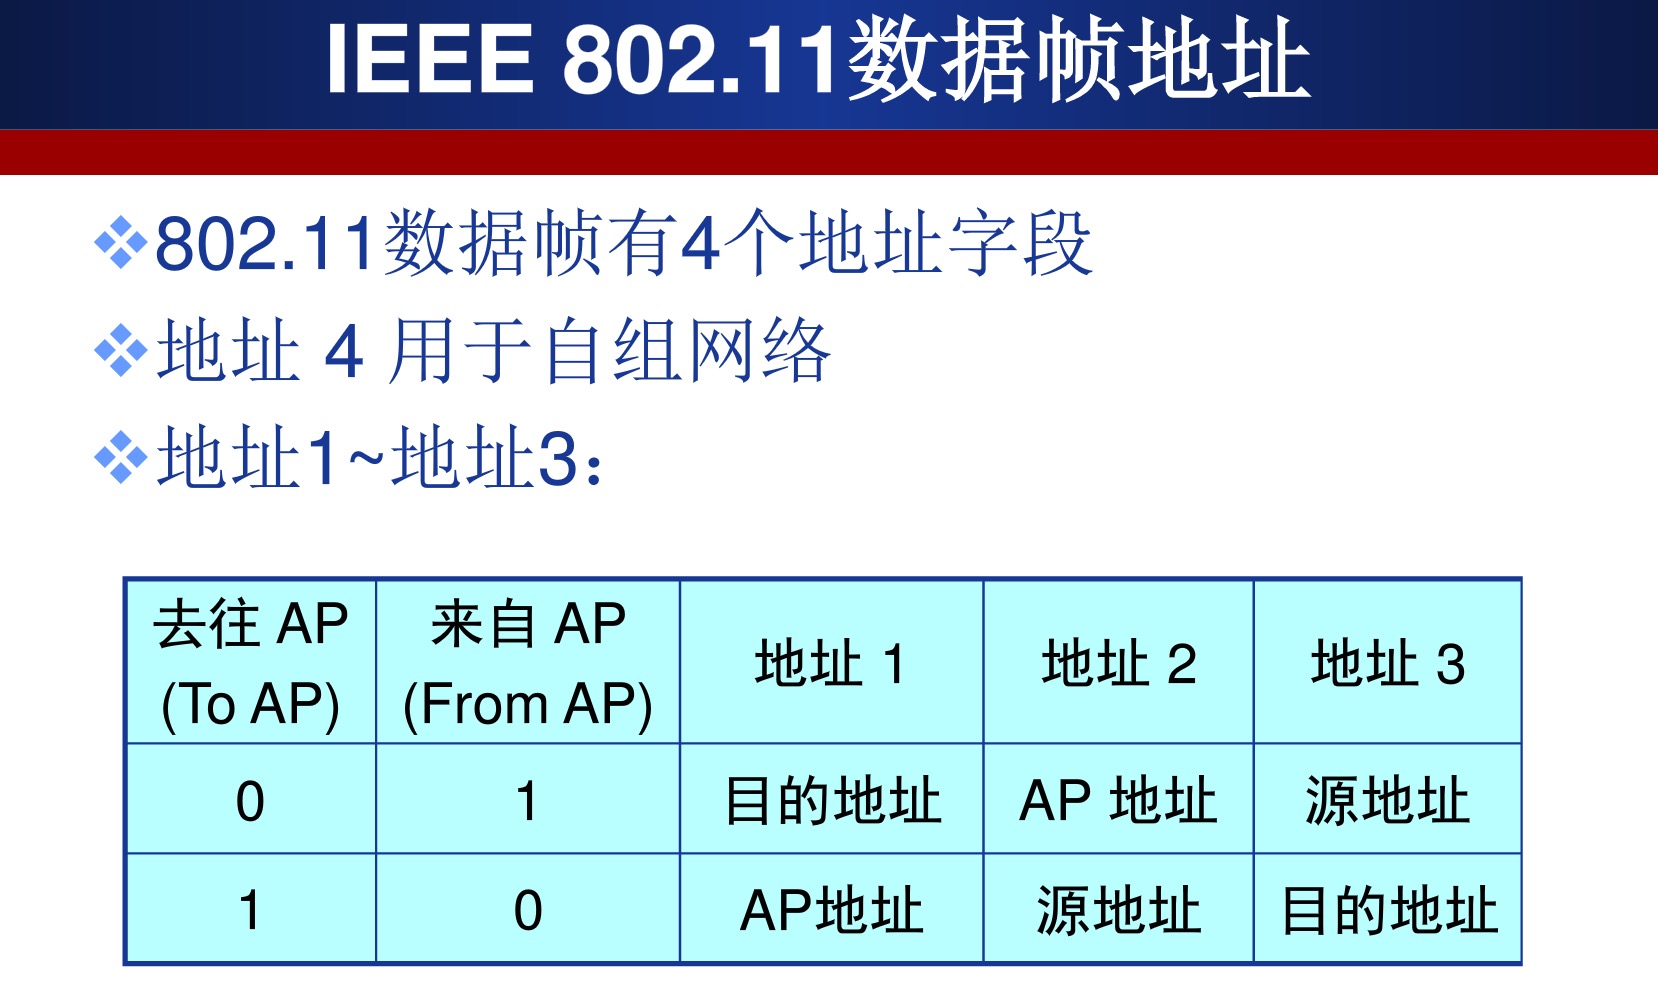 IEEE 802.11数据帧地址
802.11数据帧有4个地址字段
地址 4 用于自组网络
地址1~地址3：
去往 AP (To AP) 来自 AP (From AP) 地址 1 地址 2 地址 3
0 1 目的地址 AP 地址 源地址
1 0 AP地址 源地址 目的地址